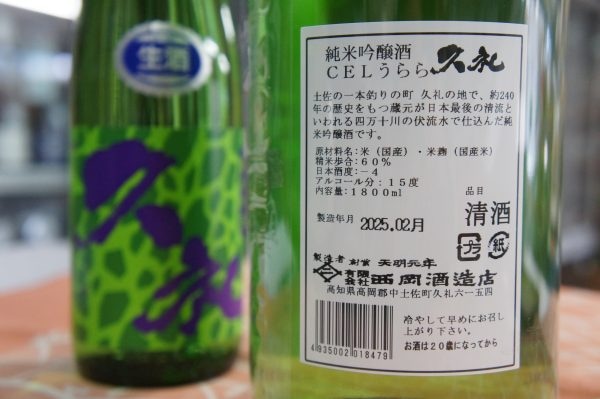 生酒
久礼
純米吟醸酒
CELうらら 久礼
土佐の一本釣りの町 久礼の地で、約240
年の歴史をもつ蔵元が日本最後の清流と
いわれる四万十川の伏流水で仕込んだ純
米吟醸酒です。
原材料名:米(国産)・米麹(国産米)
精米歩合:60%
日本酒度:-4
アルコール分:15度
内容量:1800ml
品目
清酒
製造年月 2025.02月
プラ 紙
製造者 創業 天明元年
有限会社 西岡酒造店
高知県高岡郡中土佐町久礼六一五四
4935002018479
冷やして早めにお召し
上がり下さい。
お酒は20歳になってから